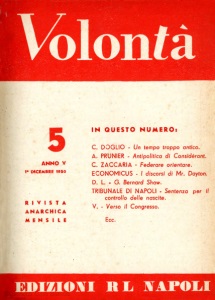 Volontà
5
ANNO V
1° DICEMBRE 1950
RIVISTA
ANARCHICA
MENSILE
IN QUESTO NUMERO:
C. DOGLIO - Un tempo troppo antico.
A. PRUNIER - Antipolitica di Considérant.
C. ZACCARIA - Federare orientare.
ECONOMICUS - I discorsi di Mr. Dayton.
D. L. - G. Bernard Shaw.
TRIBUNALE DI NAPOLI - Sentenza per il
controllo delle nascite.
V. - Verso il Congresso.
Ecc.
EDIZIONI RL NAPOLI